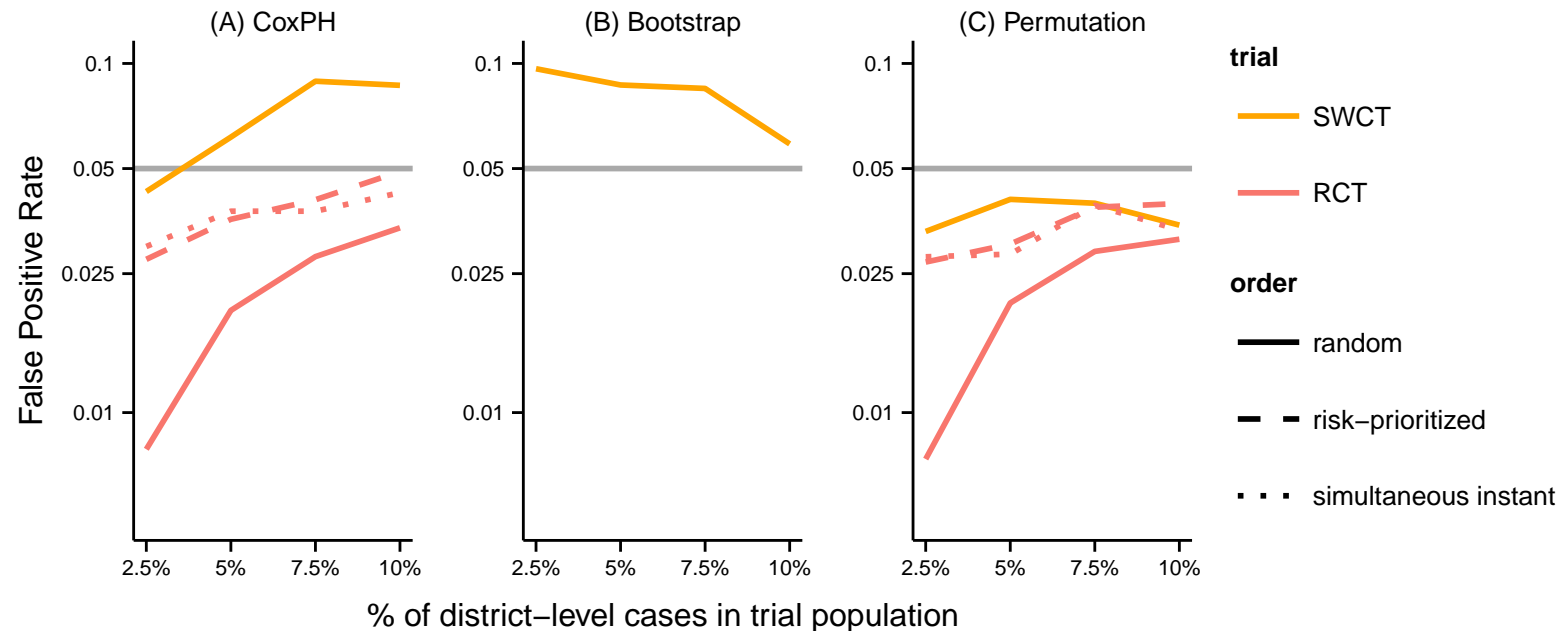 (A) CoxPH
(B) Bootstrap
(C) Permutation
False Positive Rate
0.1
0.05
0.025
0.01
2.5% 5% 7.5% 10%
0.1
0.05
0.025
0.01
2.5% 5% 7.5% 10%
0.1
0.05
0.025
0.01
2.5% 5% 7.5% 10%
% of district−level cases in trial population
trial
SWCT
RCT
order
random
risk−prioritized
simultaneous instant